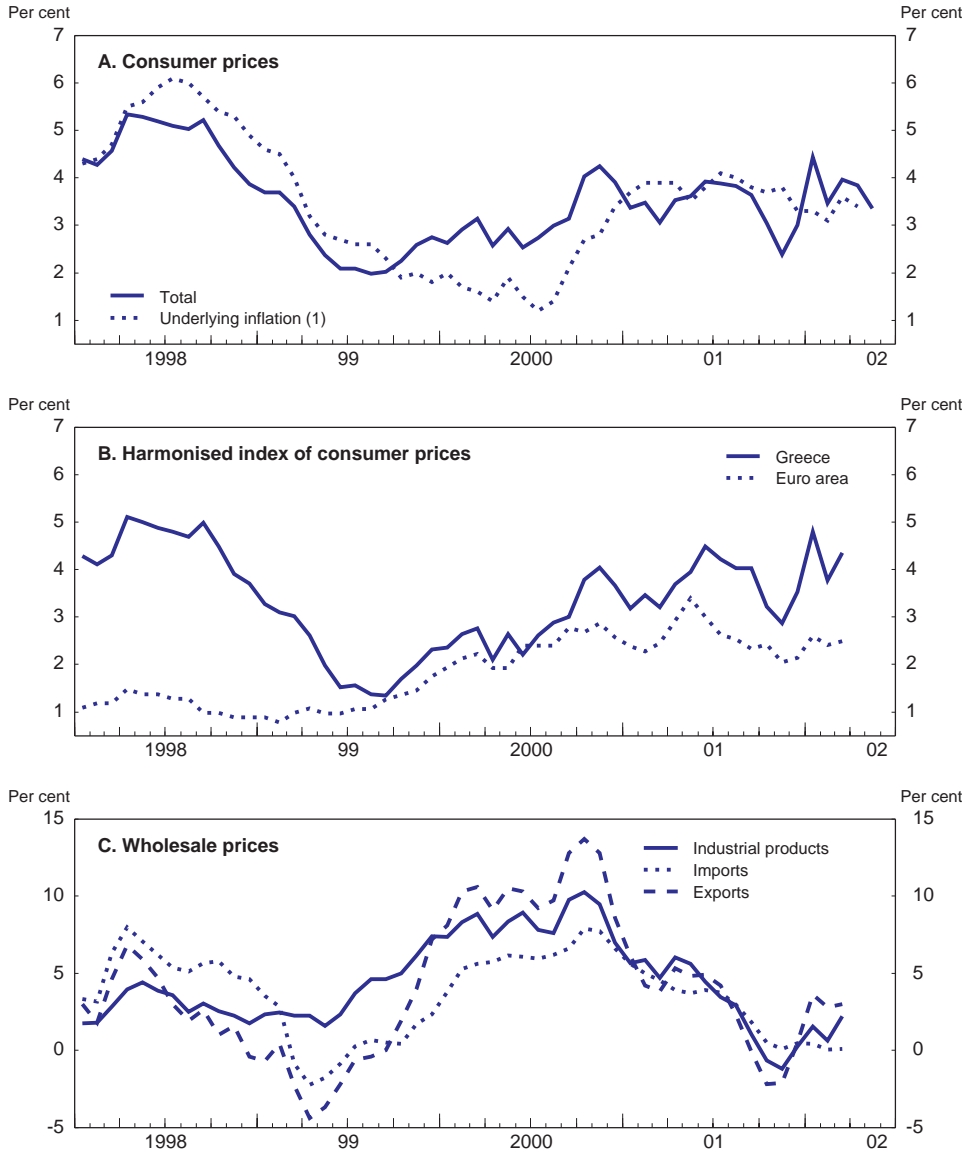 Per cent Per cent
7 7
A. Consumer prices
6 6
5 5
4 4
3 3
2 2
Total
Underlying inflation (1)
1 1
1998 99 2000 01 02
Per cent Per cent
7 7
B. Harmonised index of consumer prices
Greece
Euro area
6 6
5 5
4 4
3 3
2 2
1 1
1998 99 2000 01 02
Per cent Per cent
15 15
C. Wholesale prices
Industrial products
Imports
Exports
10 10
5 5
0 0
-5 -5
1998 99 2000 01 02